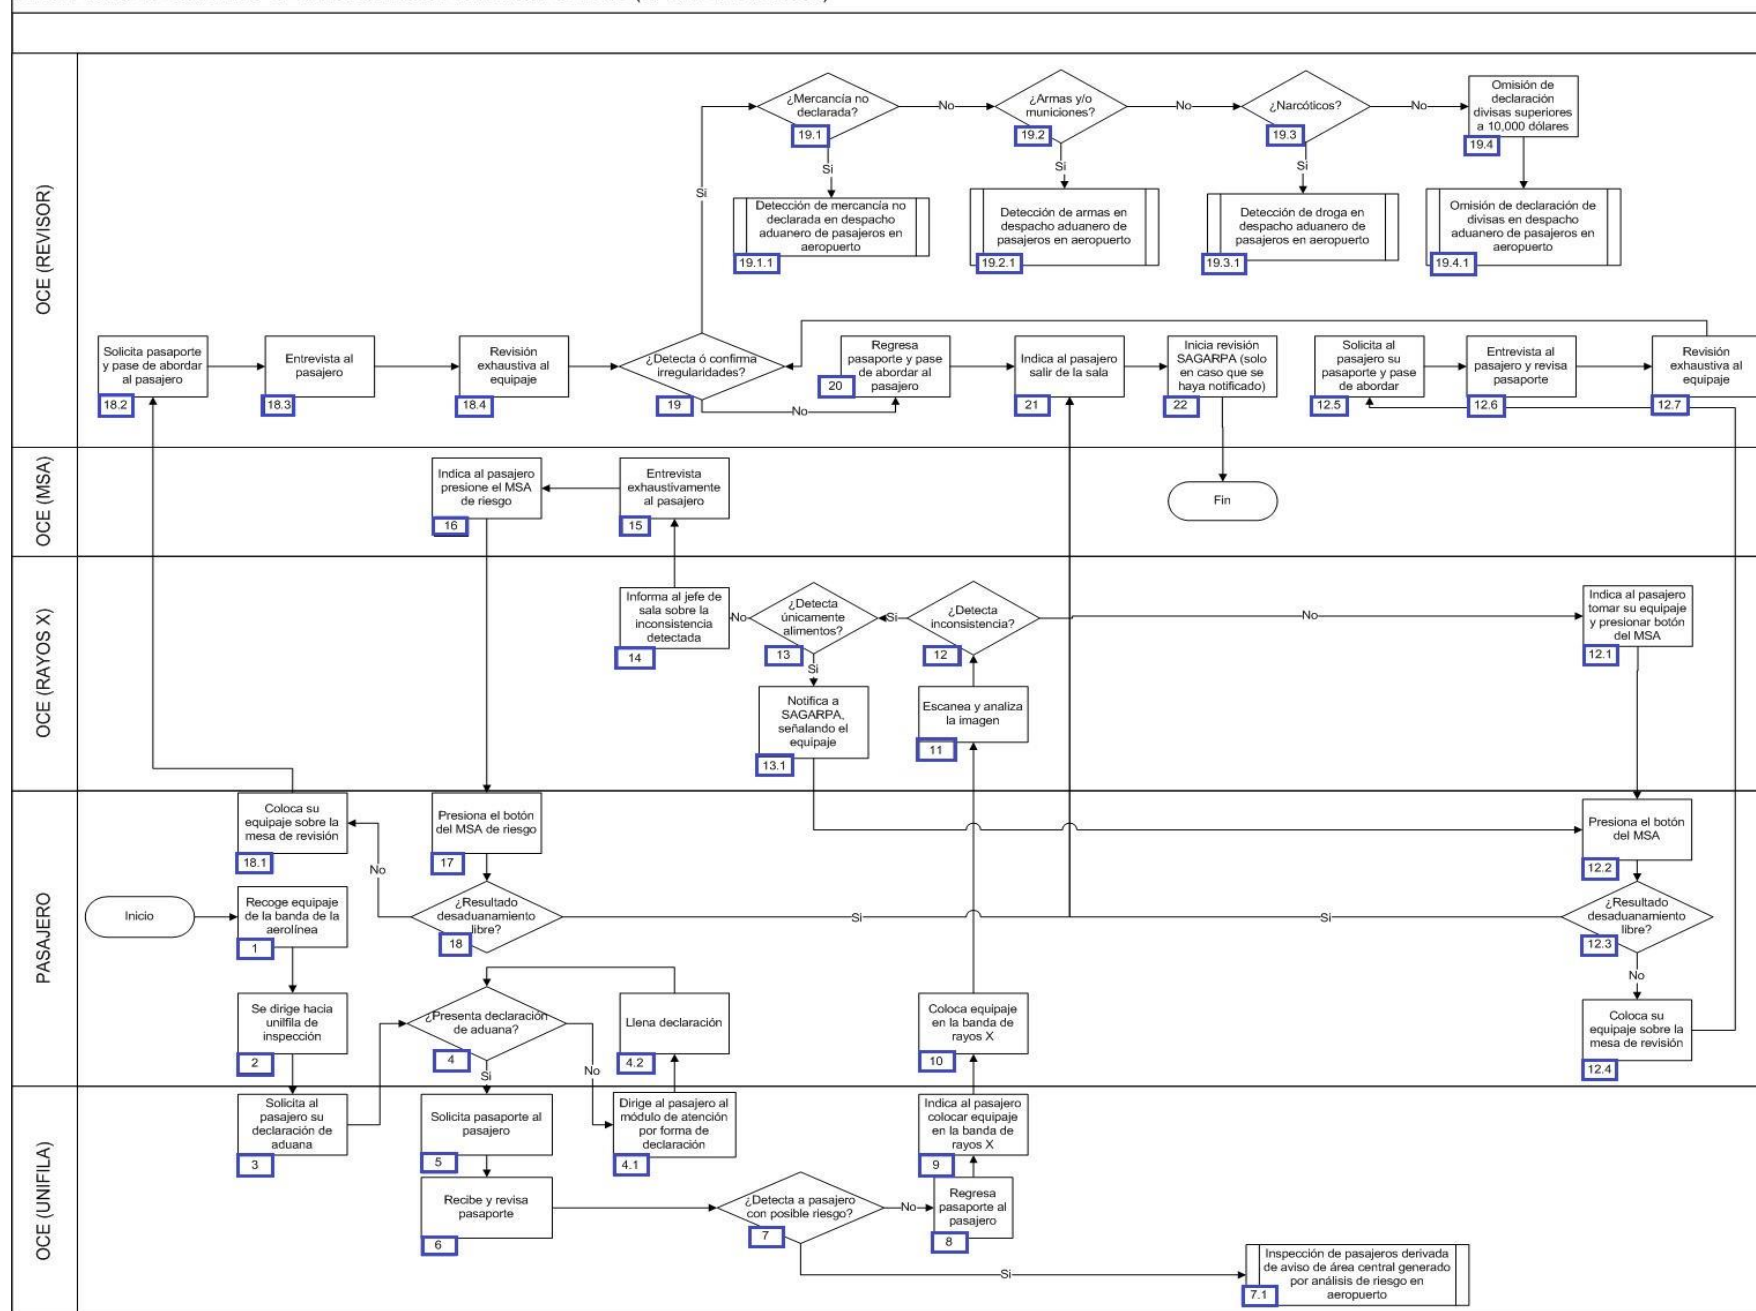 OCE (REVISOR)
¿Mercancía no
declarada?
19.1
No
¿Armas y/o
municiones?
19.2
No
¿Narcóticos?
19.3
No
Omisión de
declaración
divisas superiores
a 10,000 dólares
19.4
Si
Si
Si
Si
Detección de mercancía no
declarada en despacho
aduanero de pasajeros en
aeropuerto
19.1.1
Detección de armas en
despacho aduanero de
pasajeros en aeropuerto
19.2.1
Detección de droga en
despacho aduanero de
pasajeros en aeropuerto
19.3.1
Omisión de declaración de
divisas en despacho
aduanero de pasajeros en
aeropuerto
19.4.1
Solicita pasaporte
y pase de abordar
al pasajero
18.2
Entrevista al
pasajero
18.3
Revisión
exhaustiva al
equipaje
18.4
¿Detecta ó confirma
irregularidades?
19
No
Regresa
pasaporte y pase
de abordar al
pasajero
20
Indica al pasajero
salir de la sala
21
Inicia revisión
SAGARPA (solo
en caso que se
haya notificado)
22
Solicita al
pasajero su
pasaporte y pase
de abordar
12.5
Entrevista al
pasajero y revisa
pasaporte
12.6
Revisión
exhaustiva al
equipaje
12.7
OCE (MSA)
Indica al pasajero
presione el MSA
de riesgo
16
Entrevista
exhaustivamente
al pasajero
15
Fin
OCE (RAYOS X)
Informa al jefe de
sala sobre la
inconsistencia
detectada
14
No
¿Detecta
únicamente
alimentos?
13
Si
Si
¿Detecta
inconsistencia?
12
No
Indica al pasajero
tomar su equipaje
y presionar botón
del MSA
12.1
Notifica a
SAGARPA,
señalando el
equipaje
13.1
Escanea y analiza
la imagen
11
PASAJERO
Coloca su
equipaje sobre la
mesa de revisión
18.1
No
Presiona el botón
del MSA de riesgo
17
Presiona el botón
del MSA
12.2
Inicio
Recoge equipaje
de la banda de la
aerolínea
1
¿Resultado
desaduanamiento
libre?
18
Si
Si
¿Resultado
desaduanamiento
libre?
12.3
No
Se dirige hacia
unilfila de
inspección
2
¿Presenta declaración
de aduana?
4
Si
No
Llena declaración
4.2
Coloca equipaje
en la banda de
rayos X
10
Coloca su
equipaje sobre la
mesa de revisión
12.4
OCE (UNIFILA)
Solicita al
pasajero su
declaración de
aduana
3
Solicita pasaporte al
pasajero
5
Dirige al pasajero al
módulo de atención
por forma de
declaración
4.1
Indica al pasajero
colocar equipaje
en la banda de
rayos X
9
Recibe y revisa
pasaporte
6
¿Detecta a pasajero
con posible riesgo?
7
No
Regresa
pasaporte al
pasajero
8
Si
Inspección de pasajeros derivada
de aviso de área central generado
por análisis de riesgo en
aeropuerto
7.1